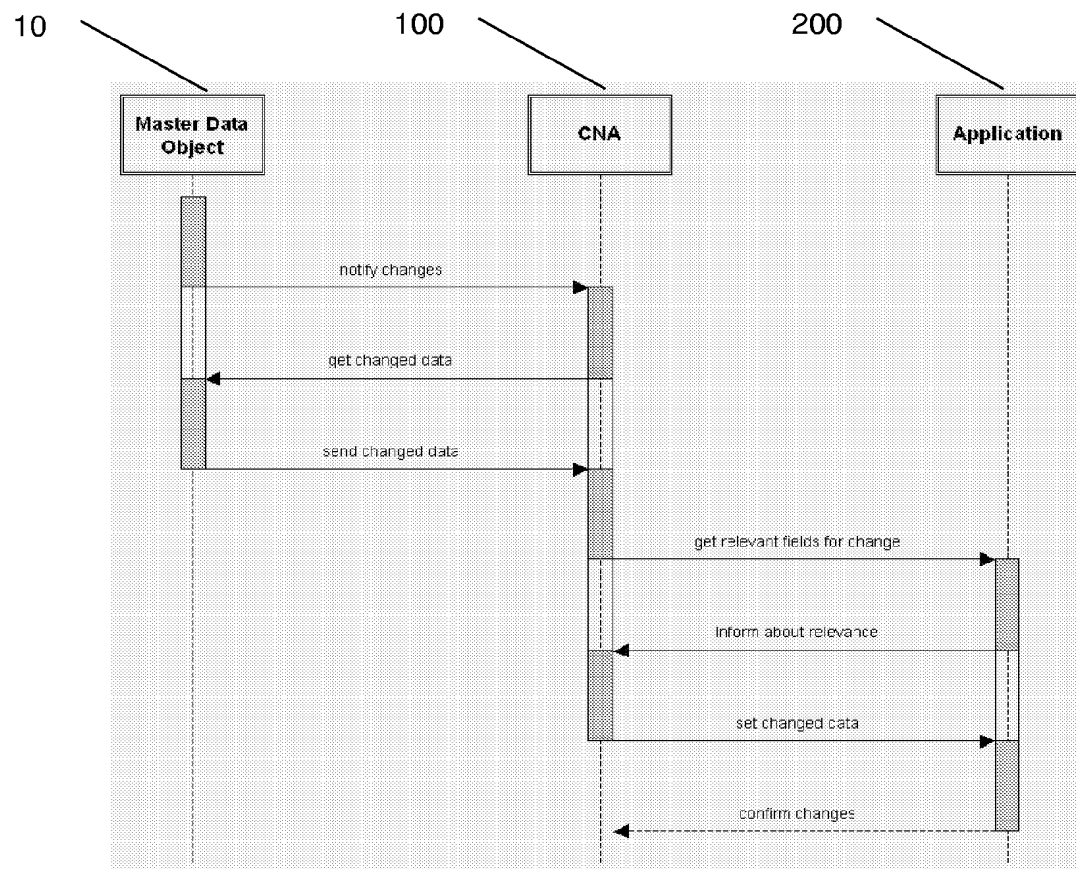 10
100
200
Master Data
Object
CNA
Application
notify changes
get changed data
send changed data
get relevant fields for change
Inform about relevance
set changed data
confirm changes